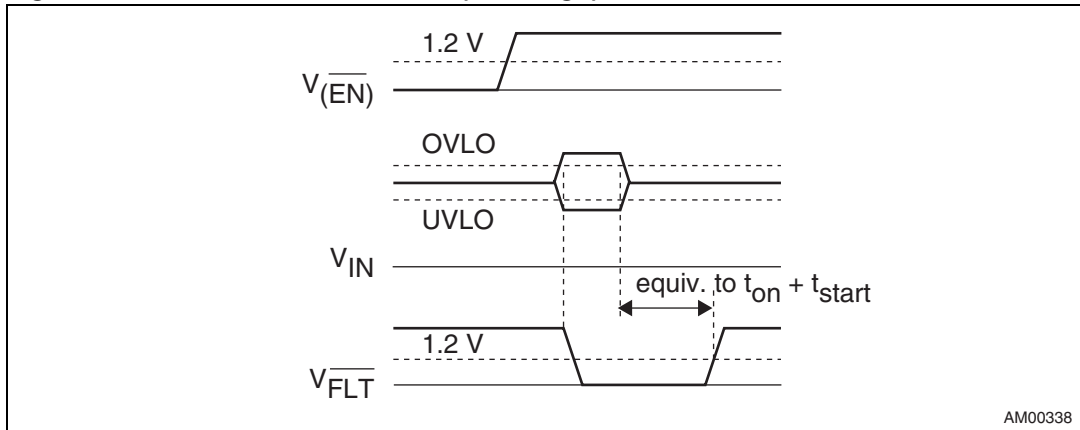 1.2 V
V(EN)
OVLO
UVLO
VIN
equiv. to ton + tstart
1.2 V
VFLT
AM00338